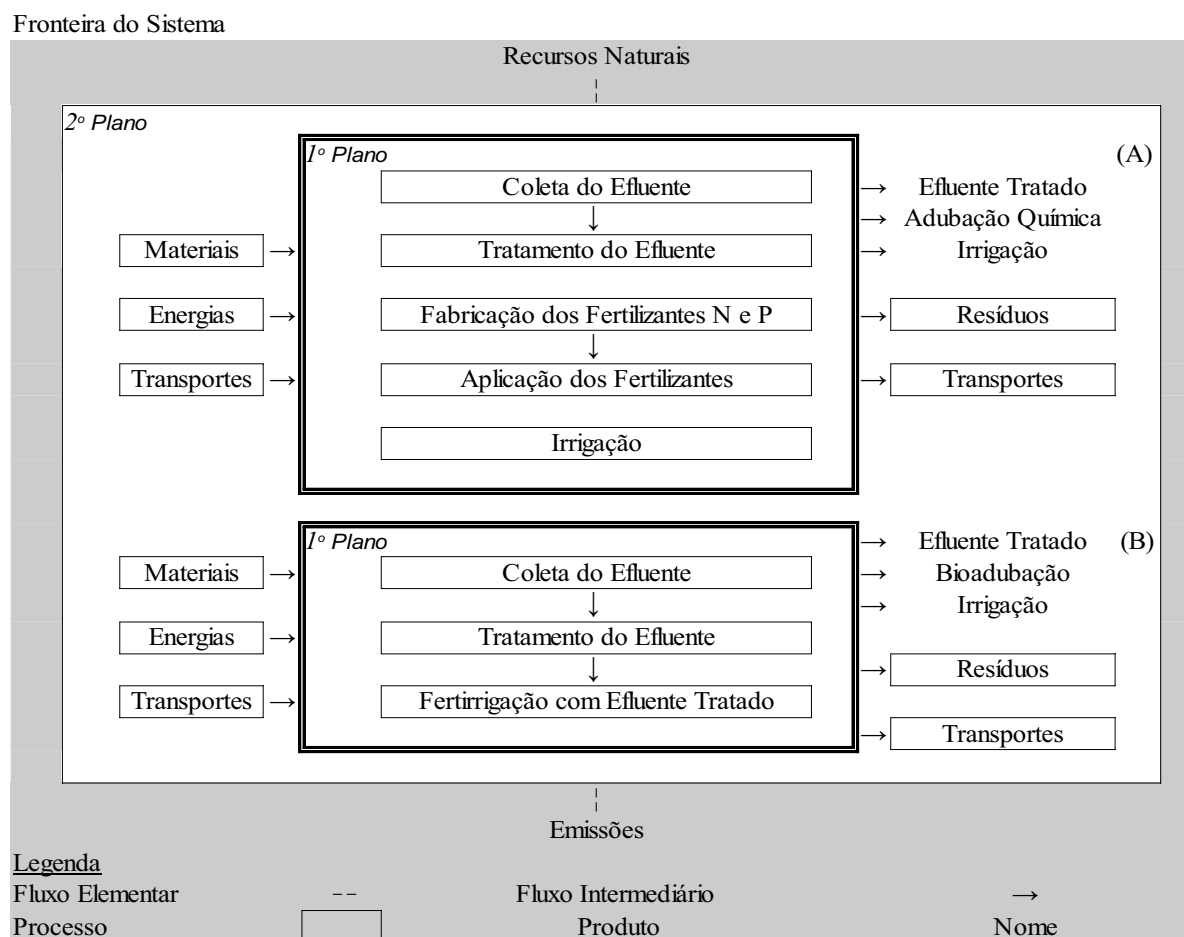 Fronteira do Sistema
Recursos Naturais
2º Plano
1º Plano (A)
Coleta do Efluente → Efluente Tratado
↓ → Adubação Química
Materiais → Tratamento do Efluente → Irrigação
Energias → Fabricação dos Fertilizantes N e P → Resíduos
↓
Transportes → Aplicação dos Fertilizantes → Transportes
Irrigação
1º Plano → Efluente Tratado (B)
Materiais → Coleta do Efluente → Bioadubação
↓ → Irrigação
Energias → Tratamento do Efluente
↓ → Resíduos
Transportes → Fertirrigação com Efluente Tratado
→ Transportes
Emissões
Legenda
Fluxo Elementar -- Fluxo Intermediário →
Processo Produto Nome